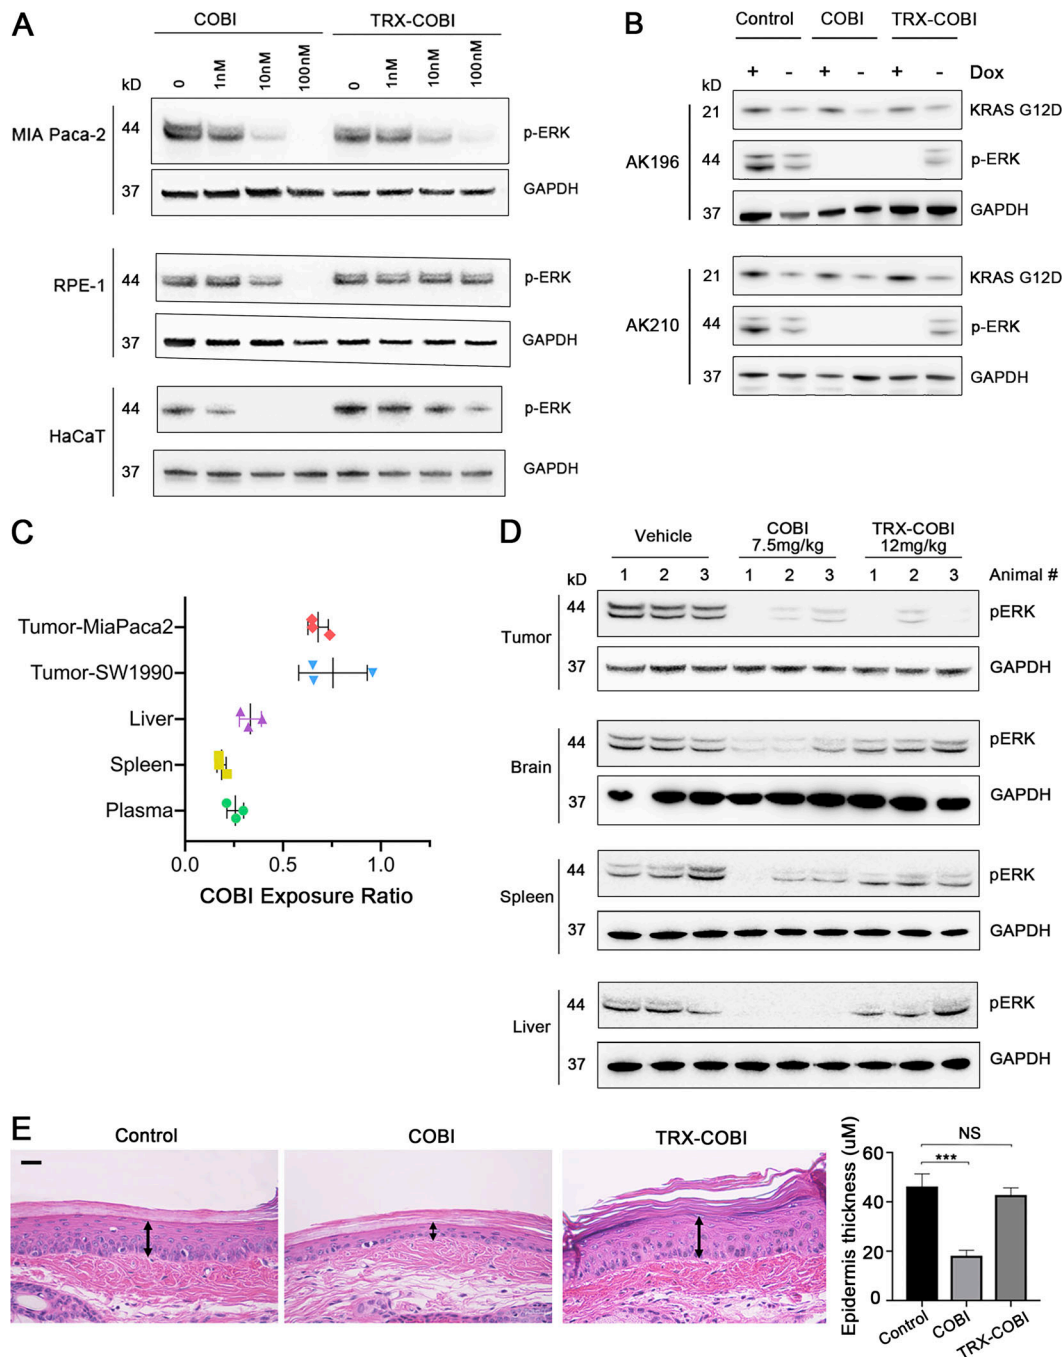 A
COBI
TRX-COBI
kD
0
1nM
10nM
100nM
0
1nM
10nM
100nM
MIA Paca-2
44
p-ERK
37
GAPDH
RPE-1
44
p-ERK
37
GAPDH
HaCaT
44
p-ERK
37
GAPDH
B
Control
COBI
TRX-COBI
kD
+ - + - + - Dox
AK196
21
KRAS G12D
44
p-ERK
37
GAPDH
AK210
21
KRAS G12D
44
p-ERK
37
GAPDH
C
Tumor-MiaPaca2
Tumor-SW1990
Liver
Spleen
Plasma
0.0
0.5
1.0
COBI Exposure Ratio
D
Vehicle
COBI
7.5mg/kg
TRX-COBI
12mg/kg
kD
1 2 3 1 2 3 1 2 3 Animal #
Tumor
44
pERK
37
GAPDH
Brain
44
pERK
37
GAPDH
Spleen
44
pERK
37
GAPDH
Liver
44
pERK
37
GAPDH
E
Control
COBI
TRX-COBI
Epidermis thickness (uM)
60
40
20
0
NS
***
Control
COBI
TRX-COBI